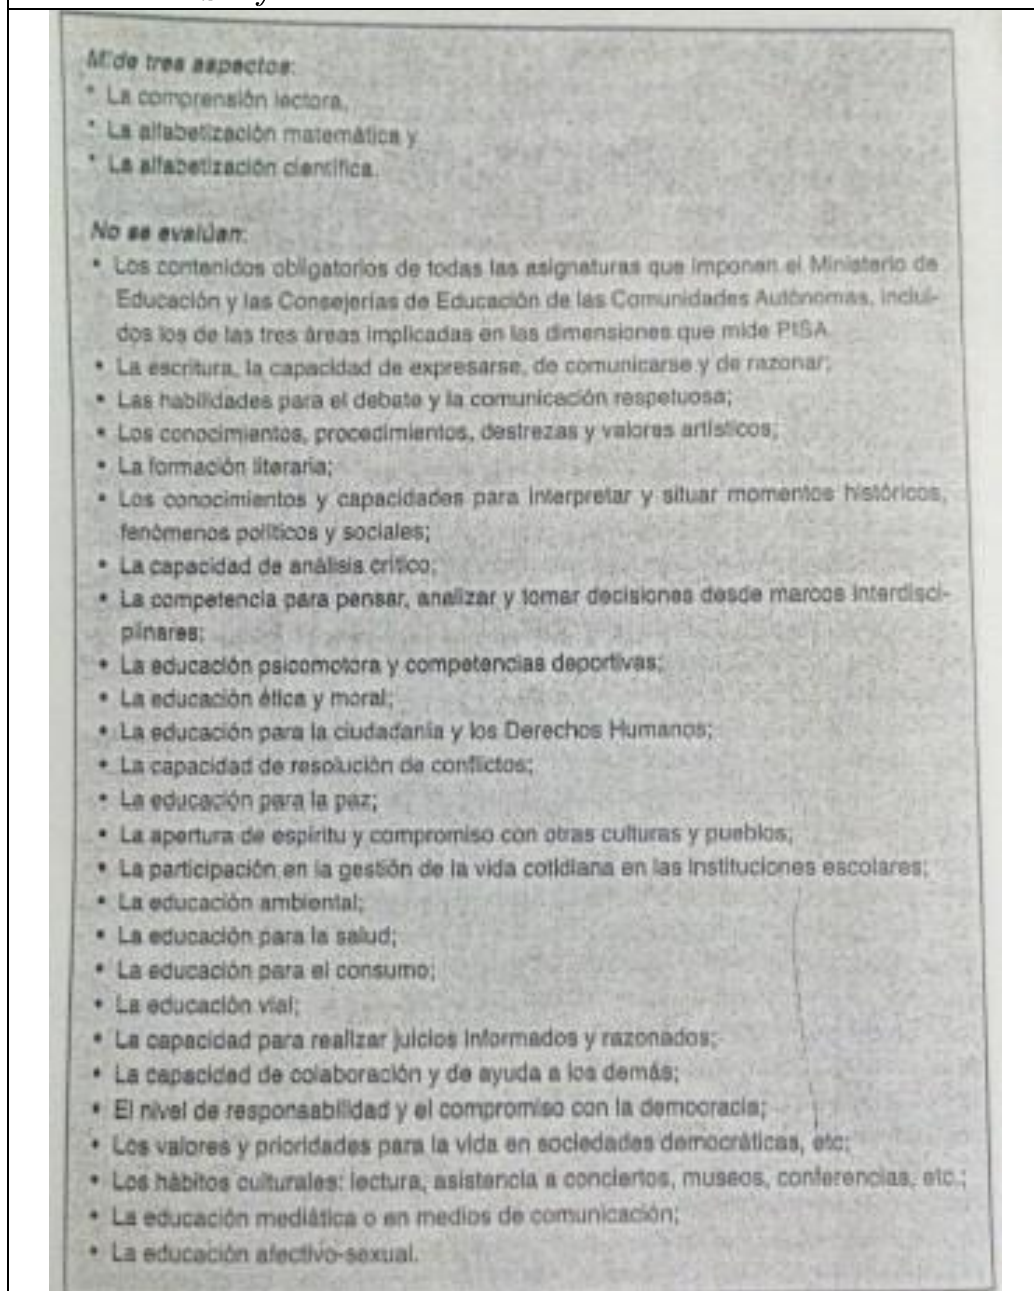 Mide tres aspectos:
* La comprensión lectora,
* La alfabetización matemática y
* La alfabetización científica.
No se evalúan:
• Los contenidos obligatorios de todas las asignaturas que imponen el Ministerio de
Educación y las Consejerías de Educación de las Comunidades Autónomas, inclui-
dos los de las tres áreas implicadas en las dimensiones que mide PISA.
• La escritura, la capacidad de expresarse, de comunicarse y de razonar;
• Las habilidades para el debate y la comunicación respetuosa;
• Los conocimientos, procedimientos, destrezas y valores artísticos;
• La formación literaria;
• Los conocimientos y capacidades para interpretar y situar momentos históricos,
fenómenos políticos y sociales;
• La capacidad de análisis crítico;
• La competencia para pensar, analizar y tomar decisiones desde marcos interdisci-
plinares;
• La educación psicomotora y competencias deportivas;
• La educación ética y moral;
• La educación para la ciudadanía y los Derechos Humanos;
• La capacidad de resolución de conflictos;
• La educación para la paz;
• La apertura de espíritu y compromiso con otras culturas y pueblos;
• La participación en la gestión de la vida cotidiana en las instituciones escolares;
• La educación ambiental;
• La educación para la salud;
• La educación para el consumo;
• La educación vial;
• La capacidad para realizar juicios informados y razonados;
• La capacidad de colaboración y de ayuda a los demás;
• El nivel de responsabilidad y el compromiso con la democracia;
• Los valores y prioridades para la vida en sociedades democráticas, etc;
• Los hábitos culturales: lectura, asistencia a conciertos, museos, conferencias, etc.;
• La educación mediática o en medios de comunicación;
• La educación afectivo-sexual.